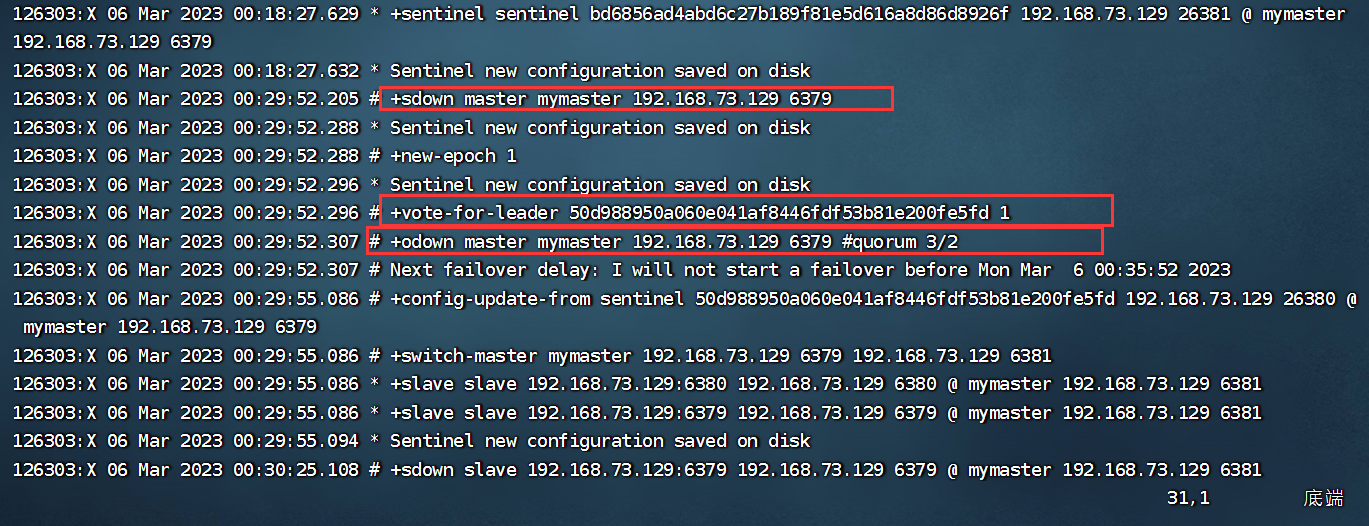 126303:X 06 Mar 2023 00:18:27.629 * +sentinel sentinel bd6856ad4abd6c27b189f81e5d616a8d86d8926f 192.168.73.129 26381 @ mymaster
192.168.73.129 6379
126303:X 06 Mar 2023 00:18:27.632 * Sentinel new configuration saved on disk
126303:X 06 Mar 2023 00:29:52.205 # +sdown master mymaster 192.168.73.129 6379
126303:X 06 Mar 2023 00:29:52.288 * Sentinel new configuration saved on disk
126303:X 06 Mar 2023 00:29:52.288 # +new-epoch 1
126303:X 06 Mar 2023 00:29:52.296 * Sentinel new configuration saved on disk
126303:X 06 Mar 2023 00:29:52.296 # +vote-for-leader 50d988950a060e041af8446fdf53b81e200fe5fd 1
126303:X 06 Mar 2023 00:29:52.307 # +odown master mymaster 192.168.73.129 6379 #quorum 3/2
126303:X 06 Mar 2023 00:29:52.307 # Next failover delay: I will not start a failover before Mon Mar  6 00:35:52 2023
126303:X 06 Mar 2023 00:29:55.086 # +config-update-from sentinel 50d988950a060e041af8446fdf53b81e200fe5fd 192.168.73.129 26380 @
mymaster 192.168.73.129 6379
126303:X 06 Mar 2023 00:29:55.086 # +switch-master mymaster 192.168.73.129 6379 192.168.73.129 6381
126303:X 06 Mar 2023 00:29:55.086 * +slave slave 192.168.73.129:6380 192.168.73.129 6380 @ mymaster 192.168.73.129 6381
126303:X 06 Mar 2023 00:29:55.086 * +slave slave 192.168.73.129:6379 192.168.73.129 6379 @ mymaster 192.168.73.129 6381
126303:X 06 Mar 2023 00:29:55.094 * Sentinel new configuration saved on disk
126303:X 06 Mar 2023 00:30:25.108 # +sdown slave 192.168.73.129:6379 192.168.73.129 6379 @ mymaster 192.168.73.129 6381
31,1 底端